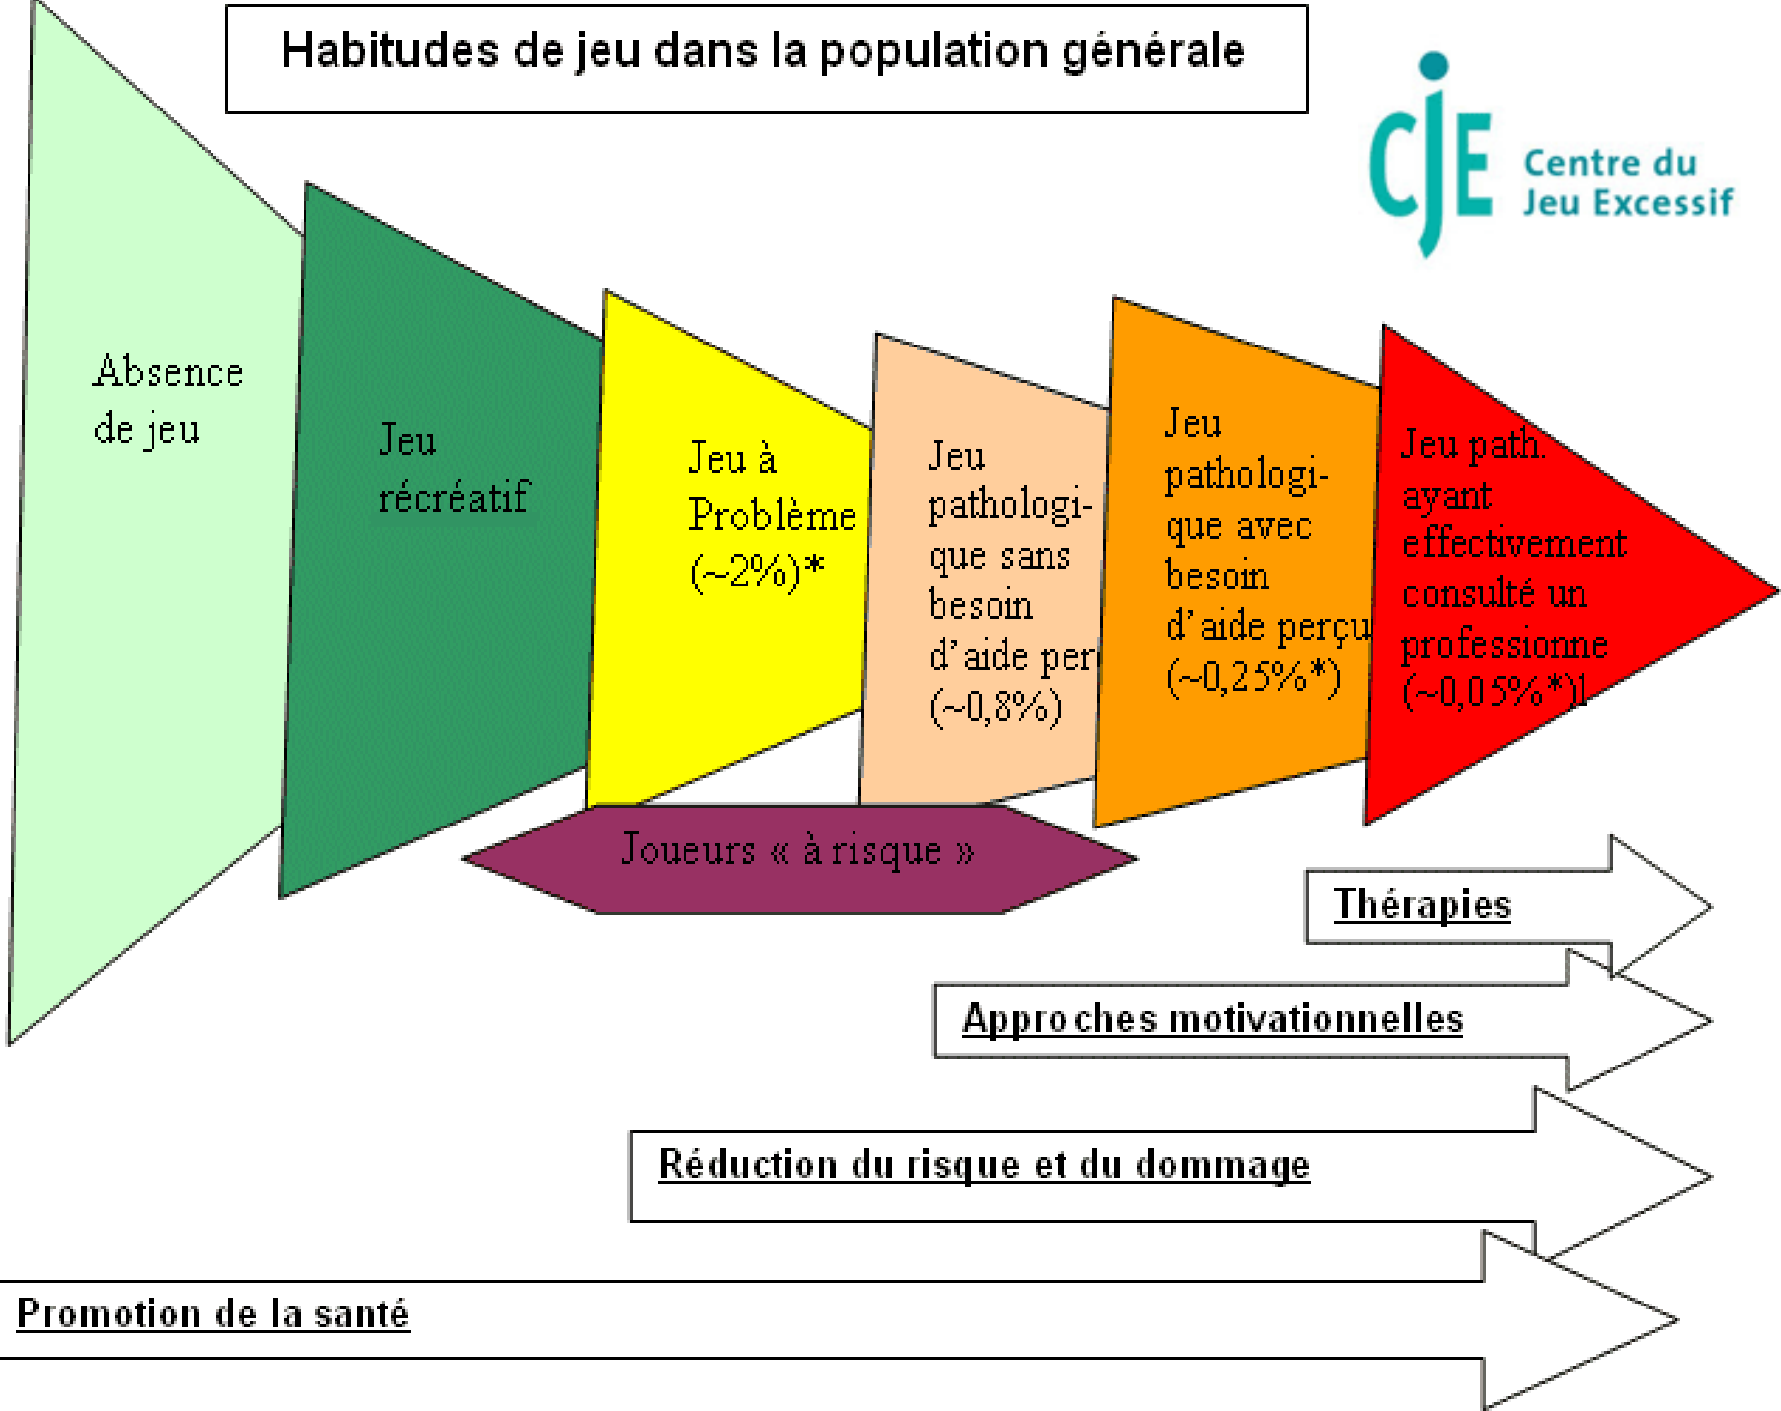 Habitudes de jeu dans la population générale
CJE
Centre du
Jeu Excessif
Absence
de jeu
Jeu
récréatif
Jeu à
Problème
(~2%)*
Jeu
pathologi-
que sans
besoin
d'aide per
(~0,8%)
Jeu
pathologi-
que avec
besoin
d'aide perçu
(~0,25%*)
Jeu path.
ayant
effectivement
consulté un
professionne
(~0,05%*)l
Joueurs « à risque »
Thérapies
Approches motivationnelles
Réduction du risque et du dommage
Promotion de la santé